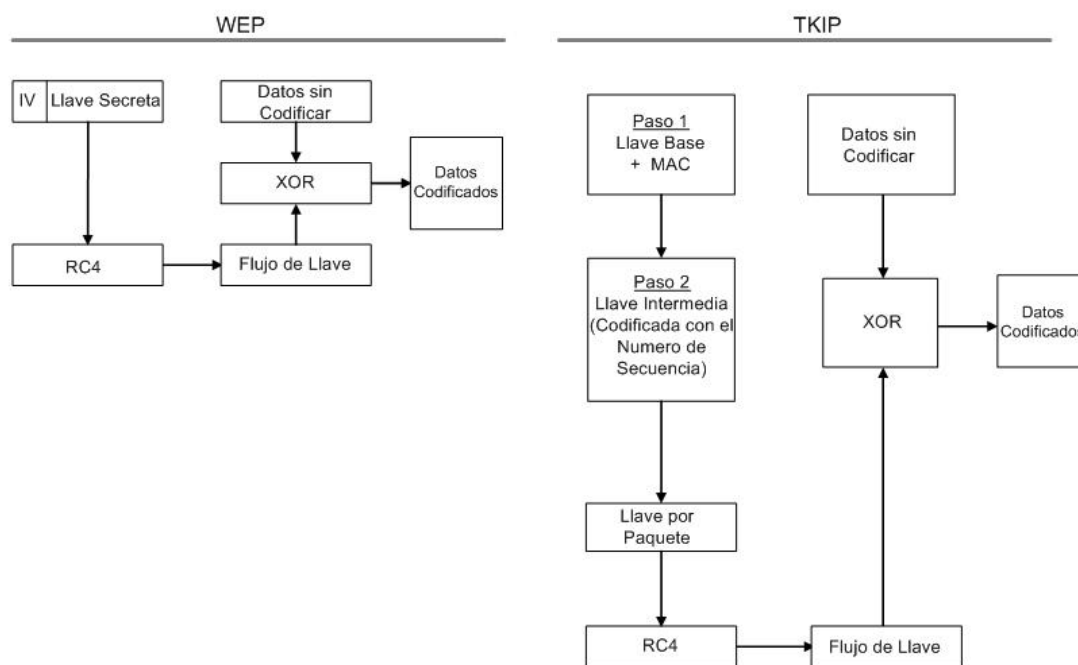 WEP
IV
Llave Secreta
Datos sin
Codificar
XOR
Datos
Codificados
RC4
Flujo de Llave
TKIP
Paso 1
Llave Base
+ MAC
Datos sin
Codificar
Paso 2
Llave Intermedia
(Codificada con el
Numero de
Secuencia)
XOR
Datos
Codificados
Llave por
Paquete
RC4
Flujo de Llave